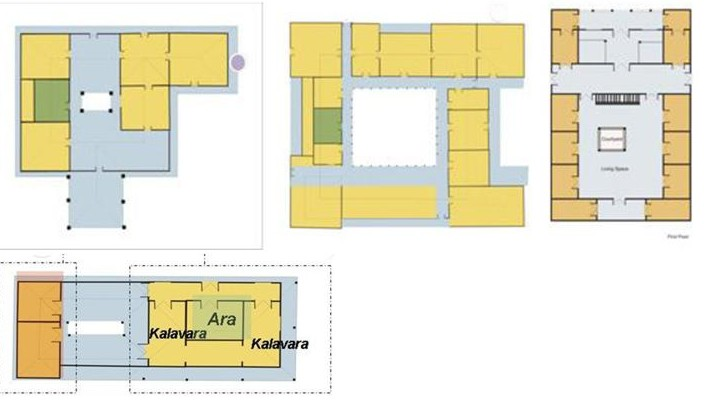 Courtyard
Living Space
First Floor
Ara
Kalavara
Kalavara